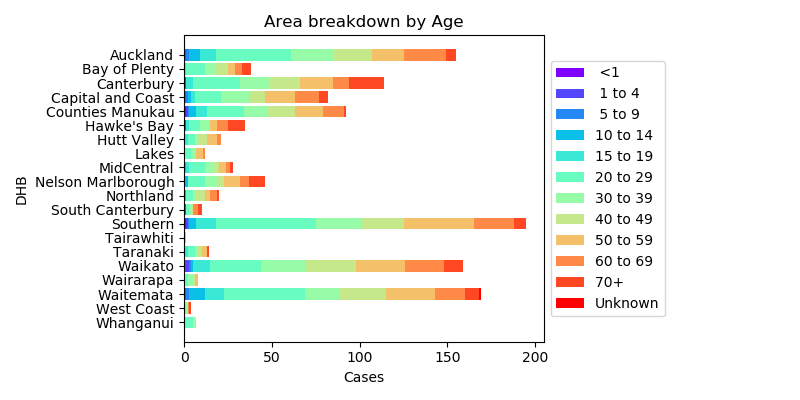 Area breakdown by Age
DHB
Auckland
Bay of Plenty
Canterbury
Capital and Coast
Counties Manukau
Hawke's Bay
Hutt Valley
Lakes
MidCentral
Nelson Marlborough
Northland
South Canterbury
Southern
Tairawhiti
Taranaki
Waikato
Wairarapa
Waitemata
West Coast
Whanganui
0 50 100 150 200
Cases
<1
1 to 4
5 to 9
10 to 14
15 to 19
20 to 29
30 to 39
40 to 49
50 to 59
60 to 69
70+
Unknown